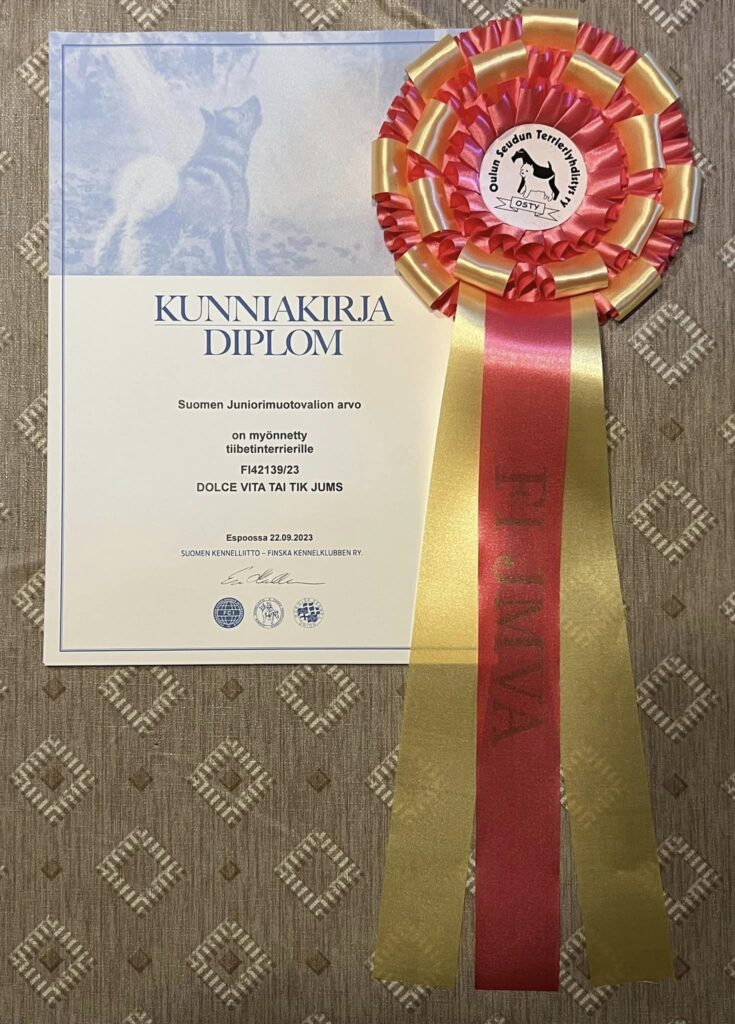 KUNNIAKIRJA
DIPLOM
Suomen Juniorimuotovalion arvo
on myönnetty
tiibetinterrierille
FI42139/23
DOLCE VITA TAI TIK JUMS
Espoossa 22.09.2023
SUOMEN KENNELLIITTO – FINSKA KENNELKLUBBEN RY.
FCI
Oulun Seudun Terrieriyhdistys ry
OSTY
FI JMVA